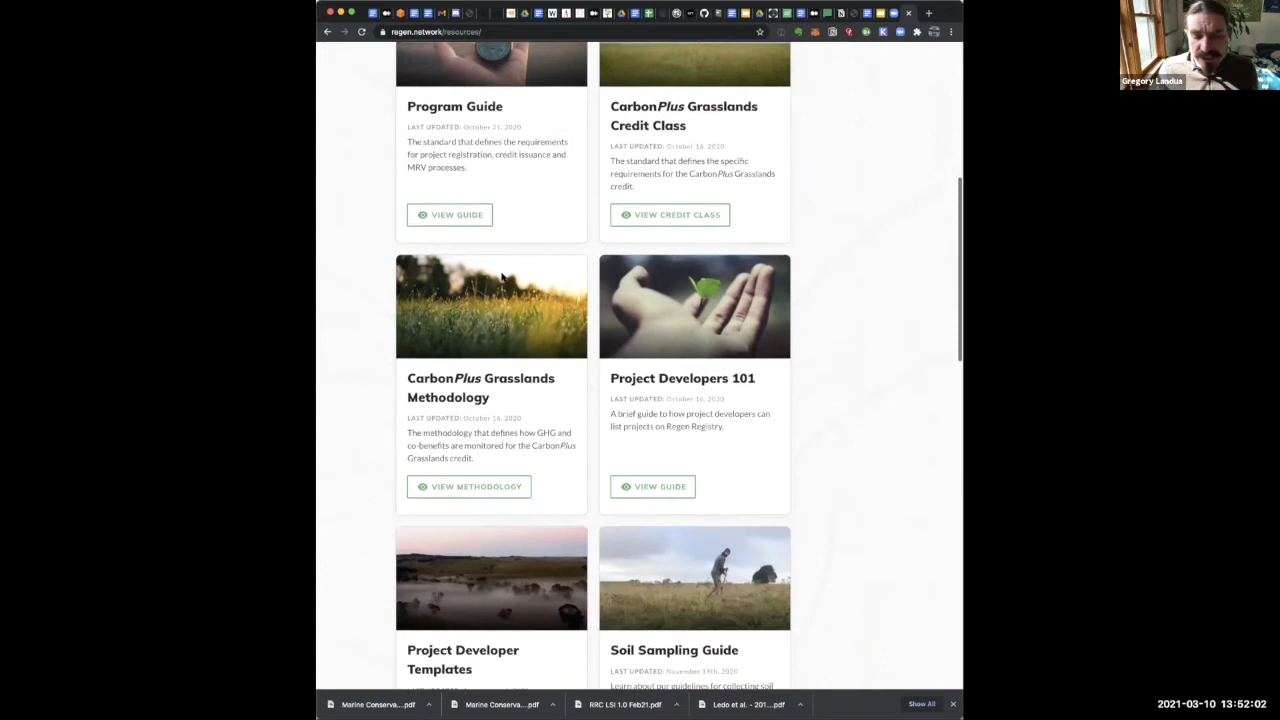 regen.network/resources/
Gregory Landua
Program Guide
LAST UPDATED: October 21, 2020
The standard that defines the requirements
for project registration, credit issuance and
MRV processes.
VIEW GUIDE
CarbonPlus Grasslands
Credit Class
LAST UPDATED: October 16, 2020
The standard that defines the specific
requirements for the CarbonPlus Grasslands
credit.
VIEW CREDIT CLASS
CarbonPlus Grasslands
Methodology
LAST UPDATED: October 16, 2020
The methodology that defines how GHG and
co-benefits are monitored for the CarbonPlus
Grasslands credit.
VIEW METHODOLOGY
Project Developers 101
LAST UPDATED: October 16, 2020
A brief guide to how project developers can
list projects on Regen Registry.
VIEW GUIDE
Project Developer
Templates
Soil Sampling Guide
LAST UPDATED: November 19th, 2020
Learn about our guidelines for collecting soil
Marine Conserva....pdf
Marine Conserva....pdf
RRC LSI 1.0 Feb21.pdf
Ledo et al. - 201....pdf
Show All
2021-03-10 13:52:02